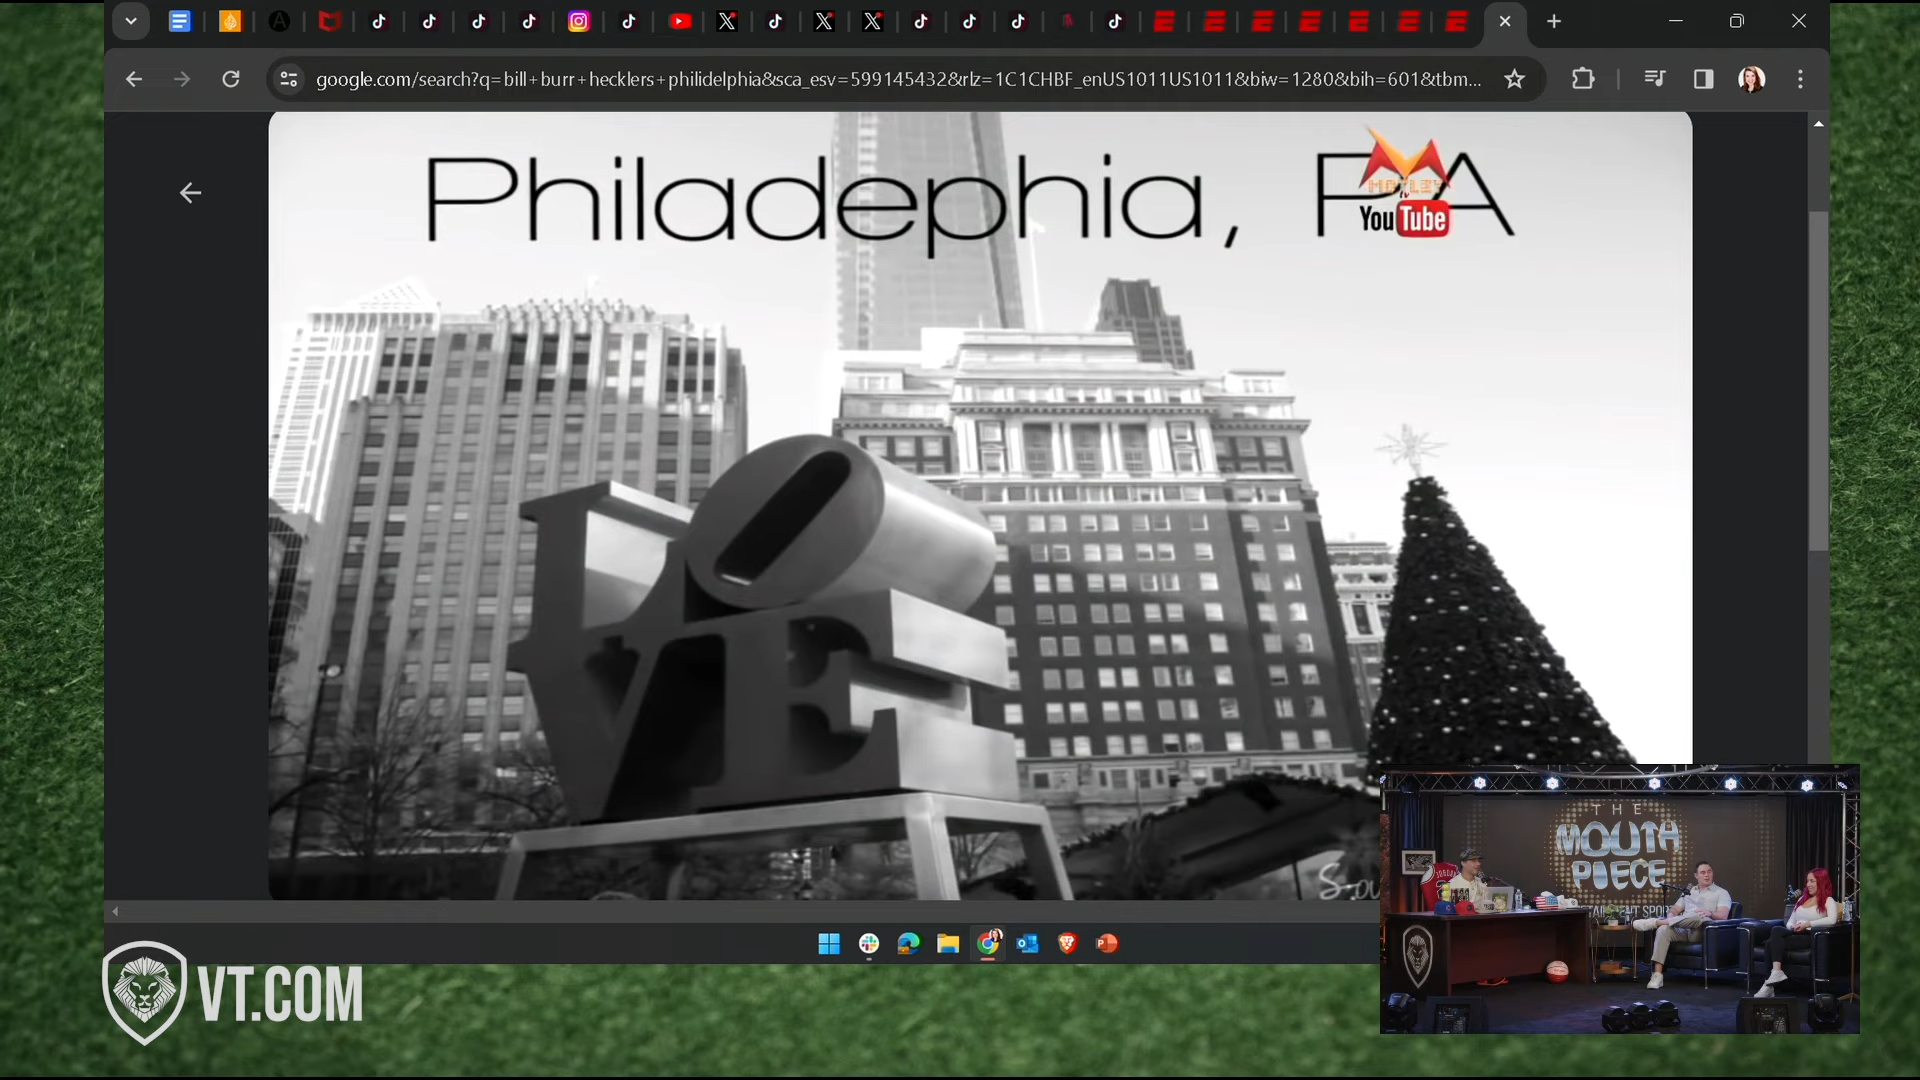 google.com/search?q=bill+burr+hecklers+philidelphia&sca_esv=599145432&rlz=1C1CHBF_enUS1011US1011&biw=1280&bih=601&tbm...
Philadephia, PA
YouTube
LOVE
THE
MOUTH
PIECE
JORDAN
VT.COM